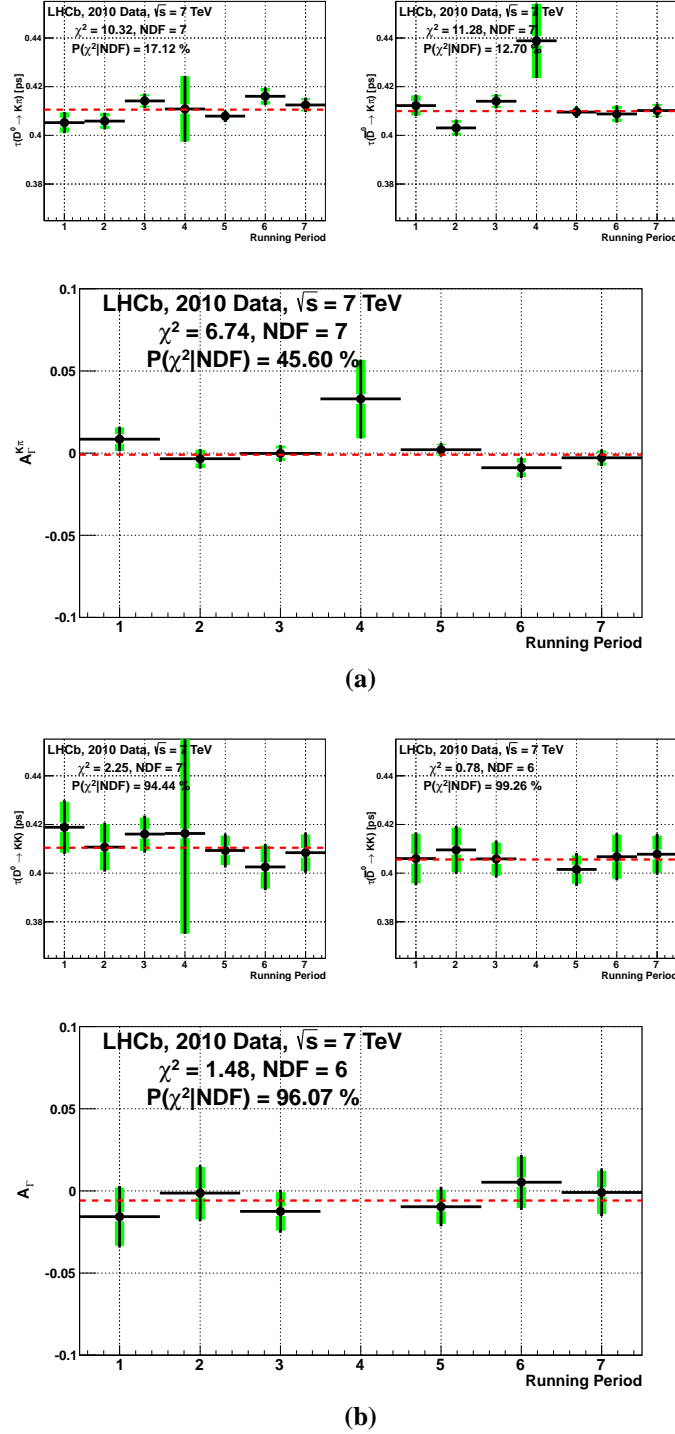 LHCb, 2010 Data, √s = 7 TeV
χ² = 10.32, NDF = 7
P(χ²|NDF) = 17.12 %
τ(D⁰ → Kπ) [ps]
0.44
0.42
0.4
0.38
1 2 3 4 5 6 7
Running Period
LHCb, 2010 Data, √s = 7 TeV
χ² = 11.28, NDF = 7
P(χ²|NDF) = 12.70 %
τ(D⁰ → Kπ) [ps]
0.44
0.42
0.4
0.38
1 2 3 4 5 6 7
Running Period
LHCb, 2010 Data, √s = 7 TeV
χ² = 6.74, NDF = 7
P(χ²|NDF) = 45.60 %
A_Γ^Kπ
0.1
0.05
0
-0.05
-0.1
1 2 3 4 5 6 7
Running Period
(a)
LHCb, 2010 Data, √s = 7 TeV
χ² = 2.25, NDF = 7
P(χ²|NDF) = 94.44 %
τ(D⁰ → KK) [ps]
0.44
0.42
0.4
0.38
1 2 3 4 5 6 7
Running Period
LHCb, 2010 Data, √s = 7 TeV
χ² = 0.78, NDF = 6
P(χ²|NDF) = 99.26 %
τ(D⁰ → KK) [ps]
0.44
0.42
0.4
0.38
1 2 3 4 5 6 7
Running Period
LHCb, 2010 Data, √s = 7 TeV
χ² = 1.48, NDF = 6
P(χ²|NDF) = 96.07 %
A_Γ
0.1
0.05
0
-0.05
-0.1
1 2 3 4 5 6 7
Running Period
(b)